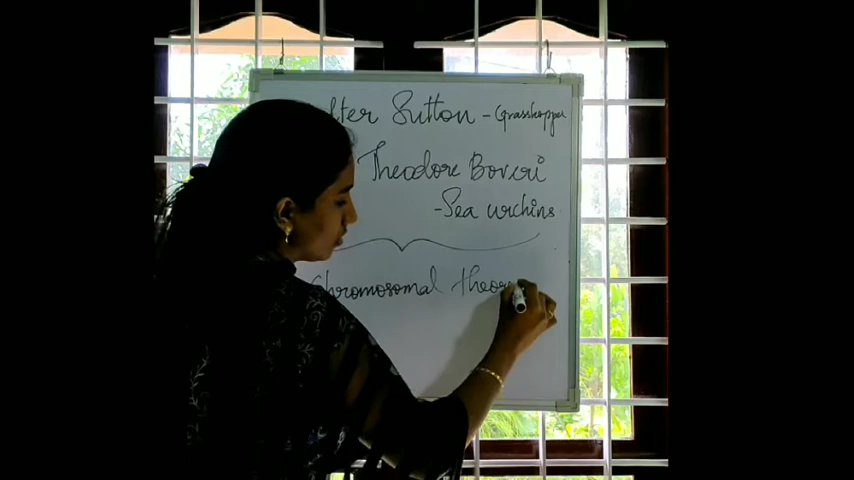 lter Sutton - Grasshopper
Theodore Boveri
- Sea urchins
Chromosomal theor